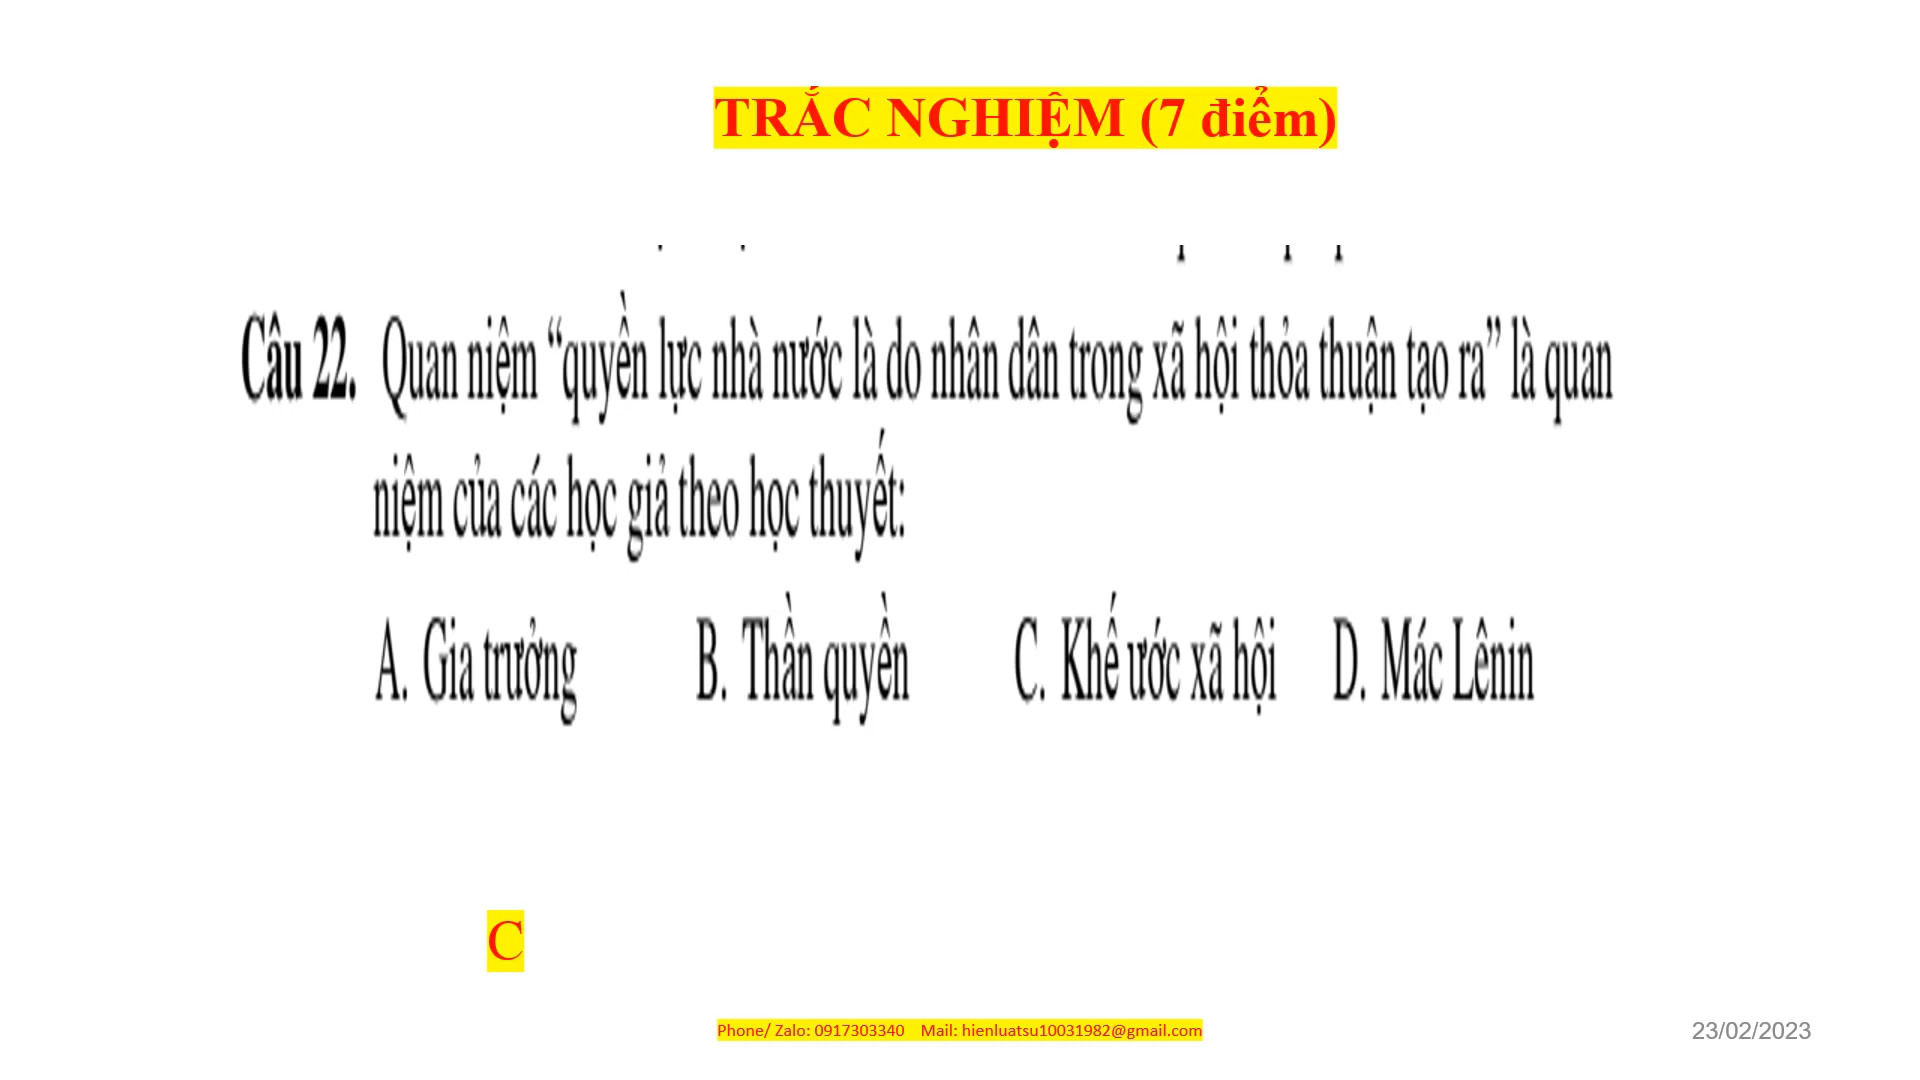 TRẮC NGHIỆM (7 điểm)
Câu 22. Quan niệm “quyền lực nhà nước là do nhân dân trong xã hội thỏa thuận tạo ra” là quan
niệm của các học giả theo học thuyết:
A. Gia trưởng B. Thần quyền C. Khế ước xã hội D. Mác Lênin
C
Phone/ Zalo: 0917303340 Mail: hienluatsu10031982@gmail.com
23/02/2023